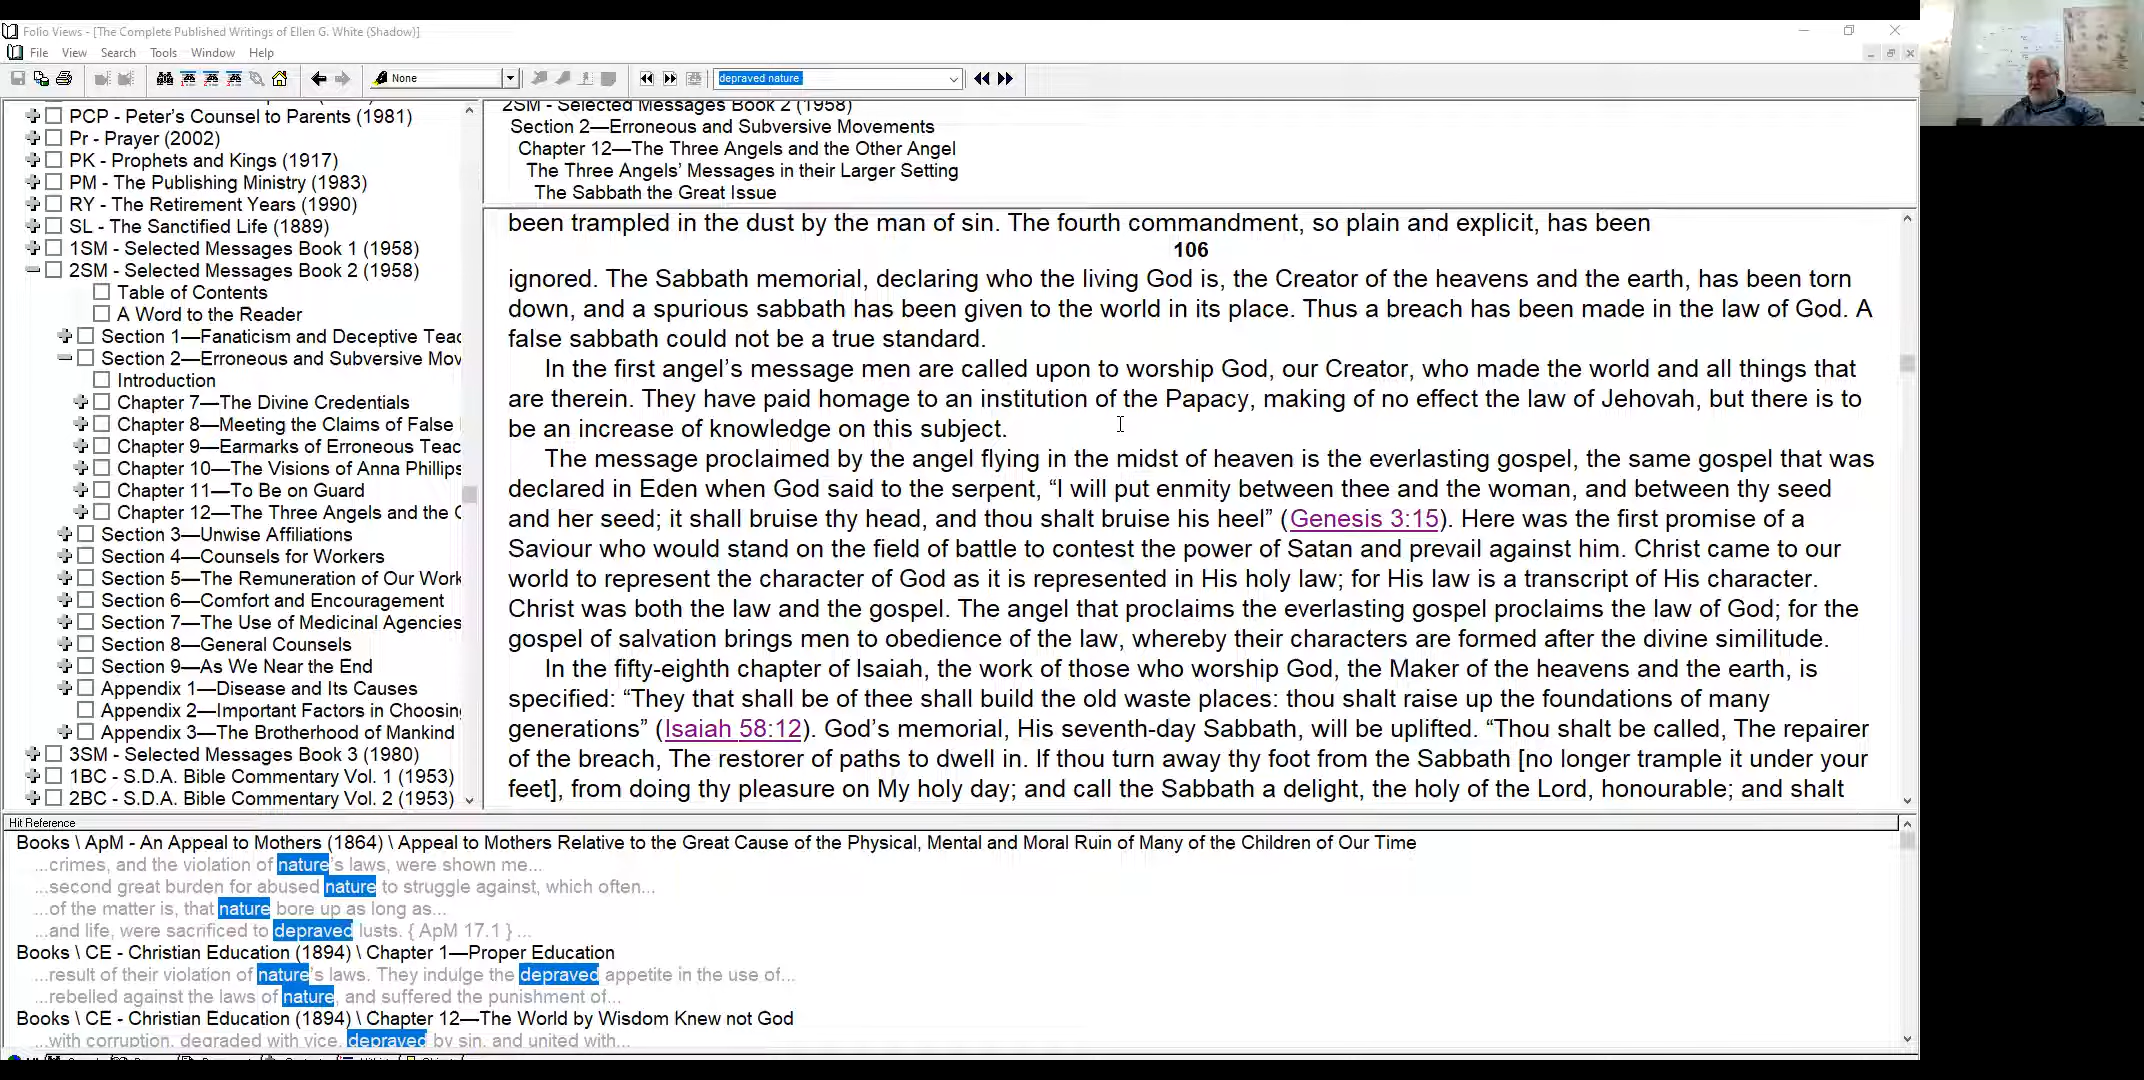 Folio Views - [The Complete Published Writings of Ellen G. White (Shadow)]
File View Search Tools Window Help
None
depraved nature
PCP - Peter's Counsel to Parents (1981)
Pr - Prayer (2002)
PK - Prophets and Kings (1917)
PM - The Publishing Ministry (1983)
RY - The Retirement Years (1990)
SL - The Sanctified Life (1889)
1SM - Selected Messages Book 1 (1958)
2SM - Selected Messages Book 2 (1958)
Table of Contents
A Word to the Reader
Section 1—Fanaticism and Deceptive Teac
Section 2—Erroneous and Subversive Mov
Introduction
Chapter 7—The Divine Credentials
Chapter 8—Meeting the Claims of False
Chapter 9—Earmarks of Erroneous Teac
Chapter 10—The Visions of Anna Phillips
Chapter 11—To Be on Guard
Chapter 12—The Three Angels and the
Section 3—Unwise Affiliations
Section 4—Counsels for Workers
Section 5—The Remuneration of Our Work
Section 6—Comfort and Encouragement
Section 7—The Use of Medicinal Agencies
Section 8—General Counsels
Section 9—As We Near the End
Appendix 1—Disease and Its Causes
Appendix 2—Important Factors in Choosing
Appendix 3—The Brotherhood of Mankind
3SM - Selected Messages Book 3 (1980)
1BC - S.D.A. Bible Commentary Vol. 1 (1953)
2BC - S.D.A. Bible Commentary Vol. 2 (1953)
2SM - Selected Messages Book 2 (1958)
Section 2—Erroneous and Subversive Movements
Chapter 12—The Three Angels and the Other Angel
The Three Angels' Messages in their Larger Setting
The Sabbath the Great Issue
been trampled in the dust by the man of sin. The fourth commandment, so plain and explicit, has been
106
ignored. The Sabbath memorial, declaring who the living God is, the Creator of the heavens and the earth, has been torn
down, and a spurious sabbath has been given to the world in its place. Thus a breach has been made in the law of God. A
false sabbath could not be a true standard.
In the first angel's message men are called upon to worship God, our Creator, who made the world and all things that
are therein. They have paid homage to an institution of the Papacy, making of no effect the law of Jehovah, but there is to
be an increase of knowledge on this subject.
The message proclaimed by the angel flying in the midst of heaven is the everlasting gospel, the same gospel that was
declared in Eden when God said to the serpent, “I will put enmity between thee and the woman, and between thy seed
and her seed; it shall bruise thy head, and thou shalt bruise his heel” (Genesis 3:15). Here was the first promise of a
Saviour who would stand on the field of battle to contest the power of Satan and prevail against him. Christ came to our
world to represent the character of God as it is represented in His holy law; for His law is a transcript of His character.
Christ was both the law and the gospel. The angel that proclaims the everlasting gospel proclaims the law of God; for the
gospel of salvation brings men to obedience of the law, whereby their characters are formed after the divine similitude.
In the fifty-eighth chapter of Isaiah, the work of those who worship God, the Maker of the heavens and the earth, is
specified: “They that shall be of thee shall build the old waste places: thou shalt raise up the foundations of many
generations” (Isaiah 58:12). God's memorial, His seventh-day Sabbath, will be uplifted. “Thou shalt be called, The repairer
of the breach, The restorer of paths to dwell in. If thou turn away thy foot from the Sabbath [no longer trample it under your
feet], from doing thy pleasure on My holy day; and call the Sabbath a delight, the holy of the Lord, honourable; and shalt
Hit Reference
Books \ ApM - An Appeal to Mothers (1864) \ Appeal to Mothers Relative to the Great Cause of the Physical, Mental and Moral Ruin of Many of the Children of Our Time
...crimes, and the violation of nature's laws, were shown me...
...second great burden for abused nature to struggle against, which often...
...of the matter is, that nature bore up as long as...
...and life, were sacrificed to depraved lusts. { ApM 17.1 } ...
Books \ CE - Christian Education (1894) \ Chapter 1—Proper Education
...result of their violation of nature's laws. They indulge the depraved appetite in the use of...
...rebelled against the laws of nature, and suffered the punishment of...
Books \ CE - Christian Education (1894) \ Chapter 12—The World by Wisdom Knew not God
...with corruption, degraded with vice, depraved by sin, and united with...